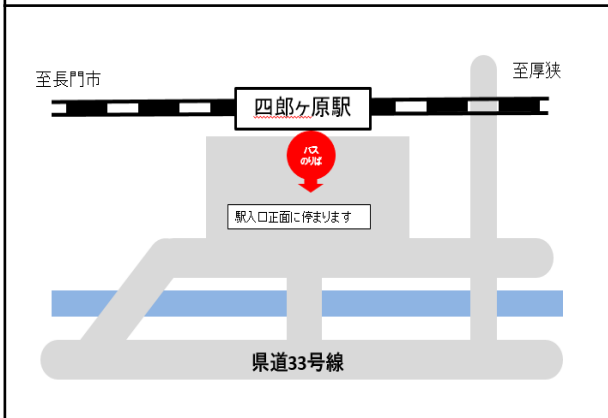 至長門市
至厚狭
四郎ヶ原駅
バス
のりば
駅入口正面に停まります
県道33号線